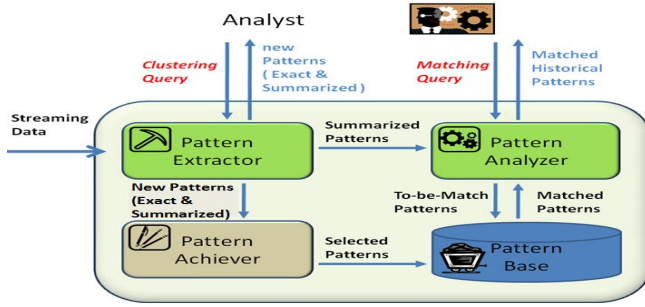 Analyst
Clustering
Query
new
Patterns
( Exact &
Summarized )
Matching
Query
Matched
Historical
Patterns
Streaming
Data
Pattern
Extractor
Summarized
Patterns
Pattern
Analyzer
New Patterns
(Exact &
Summarized)
To-be-Match
Patterns
Matched
Patterns
Pattern
Achiever
Selected
Patterns
Pattern
Base